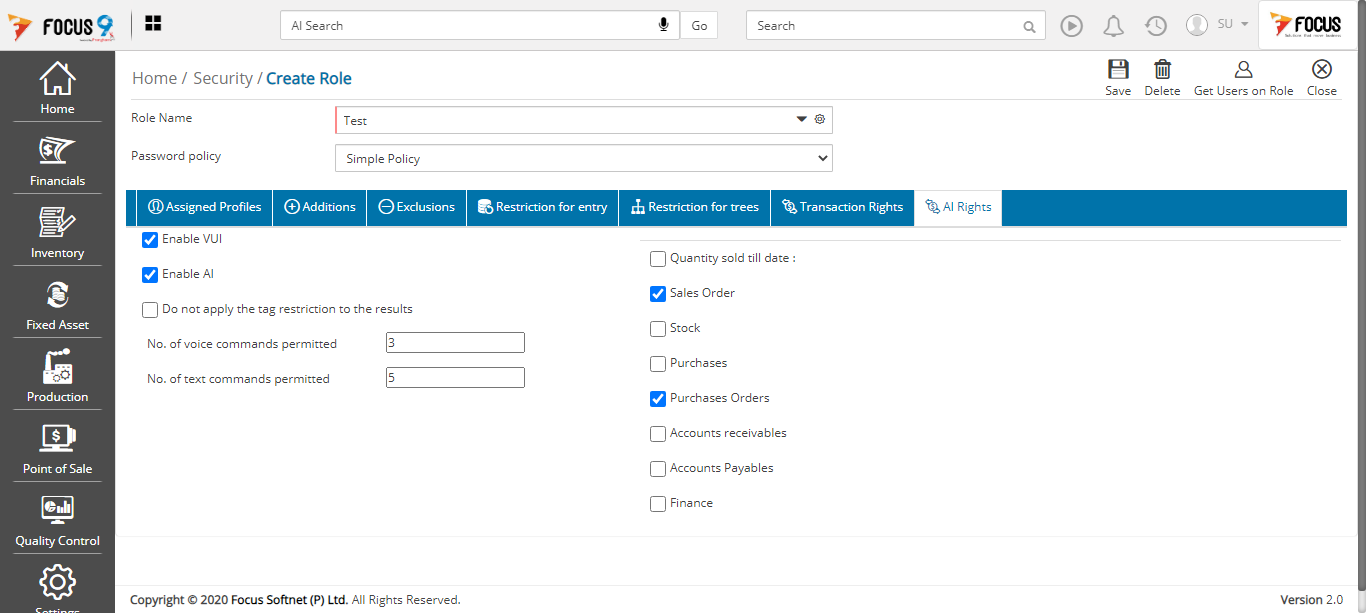 FOCUS 9
AI Search
Go
Search
SU
FOCUS
Home
Financials
Inventory
Fixed Asset
Production
Point of Sale
Quality Control
Settings
Home / Security / Create Role
Save
Delete
Get Users on Role
Close
Role Name
Test
Password policy
Simple Policy
Assigned Profiles
Additions
Exclusions
Restriction for entry
Restriction for trees
Transaction Rights
AI Rights
Enable VUI
Enable AI
Do not apply the tag restriction to the results
No. of voice commands permitted
3
No. of text commands permitted
5
Quantity sold till date :
Sales Order
Stock
Purchases
Purchases Orders
Accounts receivables
Accounts Payables
Finance
Copyright © 2020 Focus Softnet (P) Ltd. All Rights Reserved.
Version 2.0